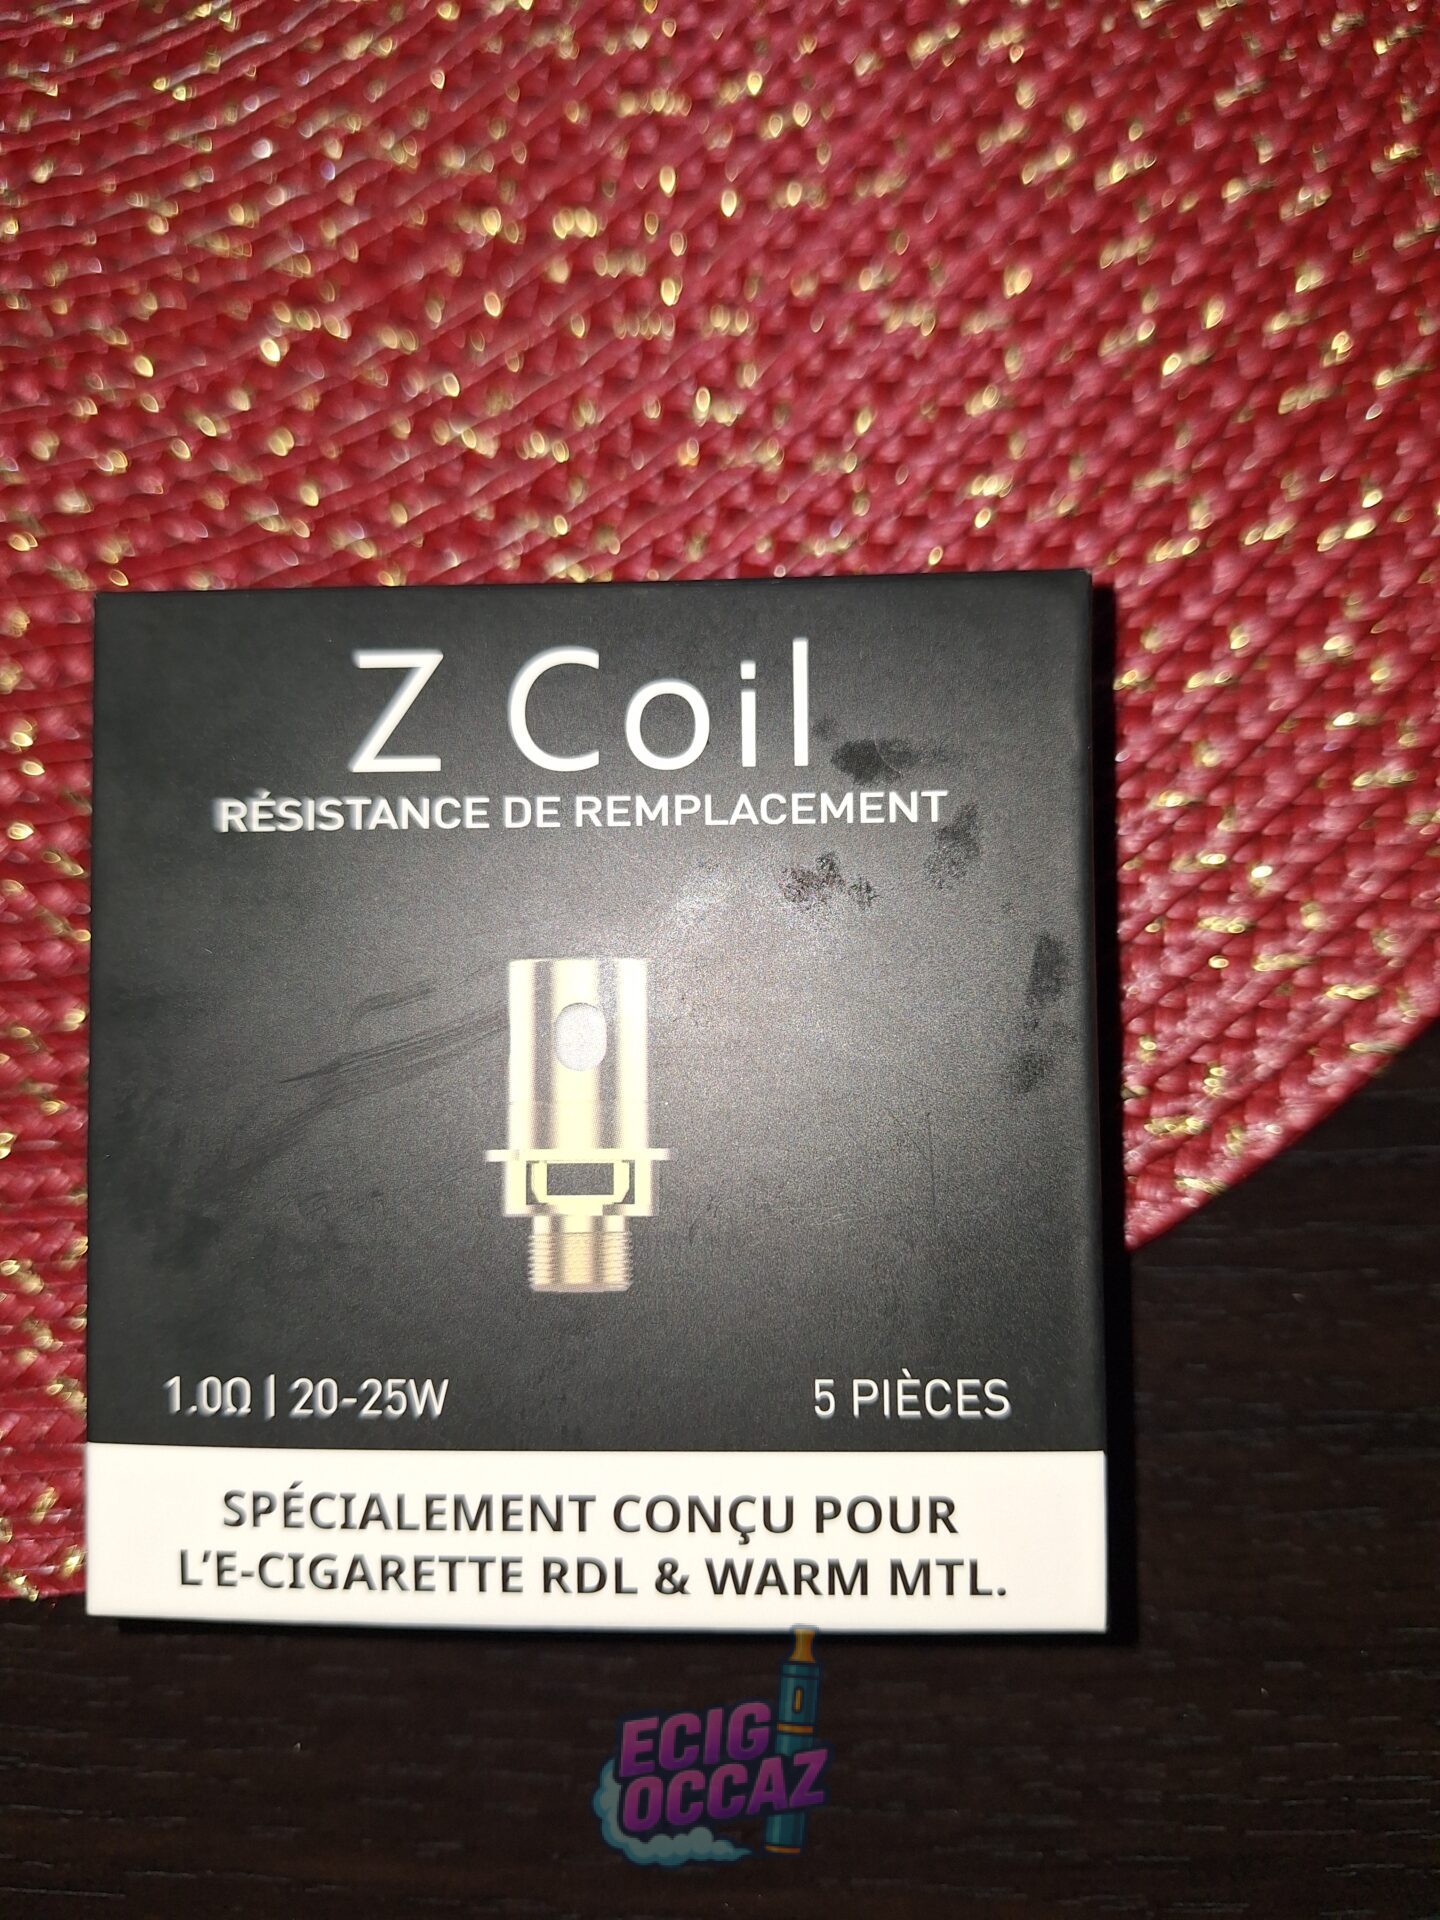 Z Coil
RÉSISTANCE DE REMPLACEMENT
1.0Ω | 20-25W
5 PIÈCES
SPÉCIALEMENT CONÇU POUR
L'E-CIGARETTE RDL & WARM MTL.
ECIG
OCCAZ